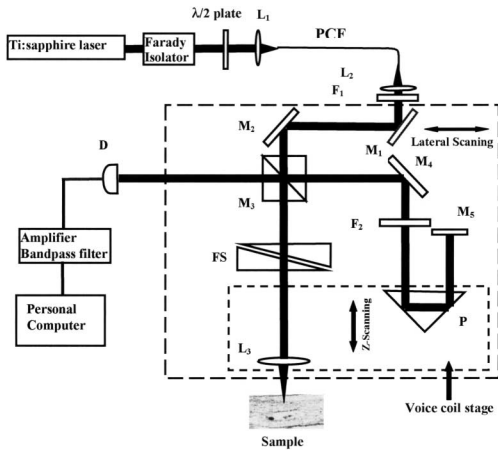 λ/2 plate
L1
Ti:sapphire laser
Farady
Isolator
PCF
L2
F1
M2
M1
Lateral Scaning
D
M4
M3
F2
M5
Amplifier
Bandpass filter
FS
Personal
Computer
Z-Scanning
P
L3
Voice coil stage
Sample